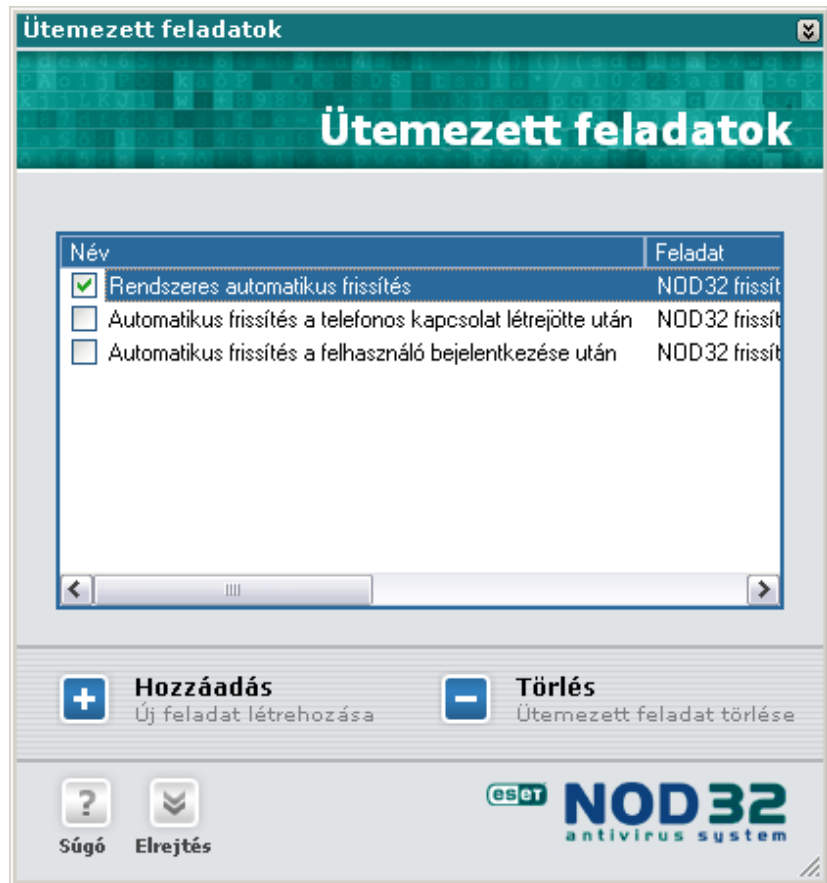 Ütemezett feladatok
Ütemezett feladatok
Név Feladat
Rendszeres automatikus frissítés NOD32 frissít
Automatikus frissítés a telefonos kapcsolat létrejötte után NOD32 frissít
Automatikus frissítés a felhasználó bejelentkezése után NOD32 frissít
Hozzáadás Törlés
Új feladat létrehozása Ütemezett feladat törlése
eseT NOD32
antivirus system
Súgó Elrejtés